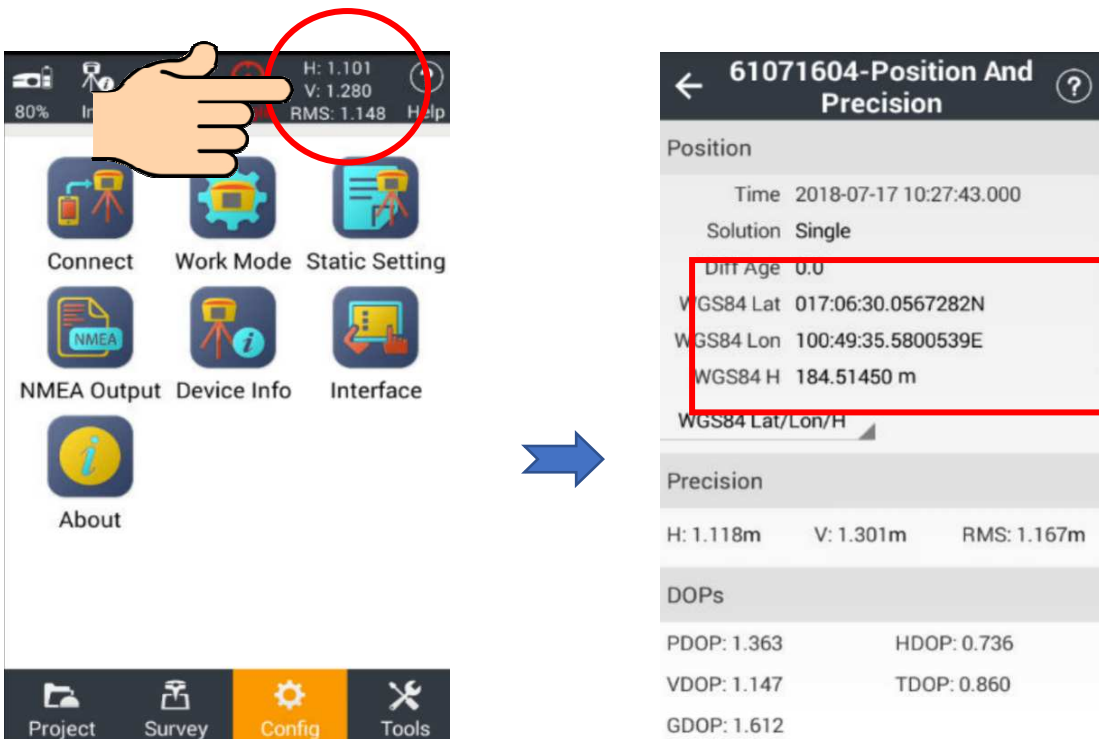 H: 1.101
V: 1.280
80%
RMS: 1.148
Help
Connect
Work Mode
Static Setting
NMEA
NMEA Output
Device Info
Interface
About
Project
Survey
Config
Tools
61071604-Position And
Precision
Position
Time 2018-07-17 10:27:43.000
Solution Single
Diff Age 0.0
WGS84 Lat 017:06:30.0567282N
WGS84 Lon 100:49:35.5800539E
WGS84 H 184.51450 m
WGS84 Lat/Lon/H
Precision
H: 1.118m V: 1.301m RMS: 1.167m
DOPs
PDOP: 1.363 HDOP: 0.736
VDOP: 1.147 TDOP: 0.860
GDOP: 1.612